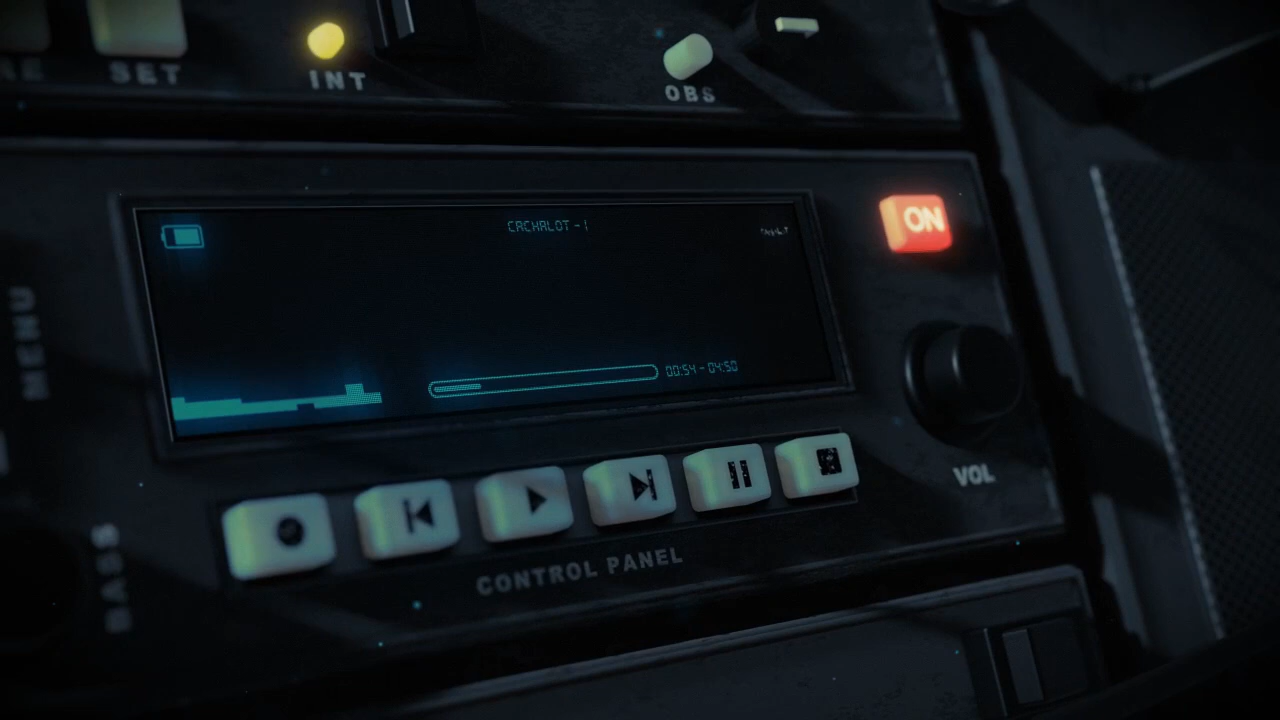 SET
INT
OBS
CACHALOT-1
ON
MENU
00:54 - 04:50
VOL
BASS
CONTROL PANEL